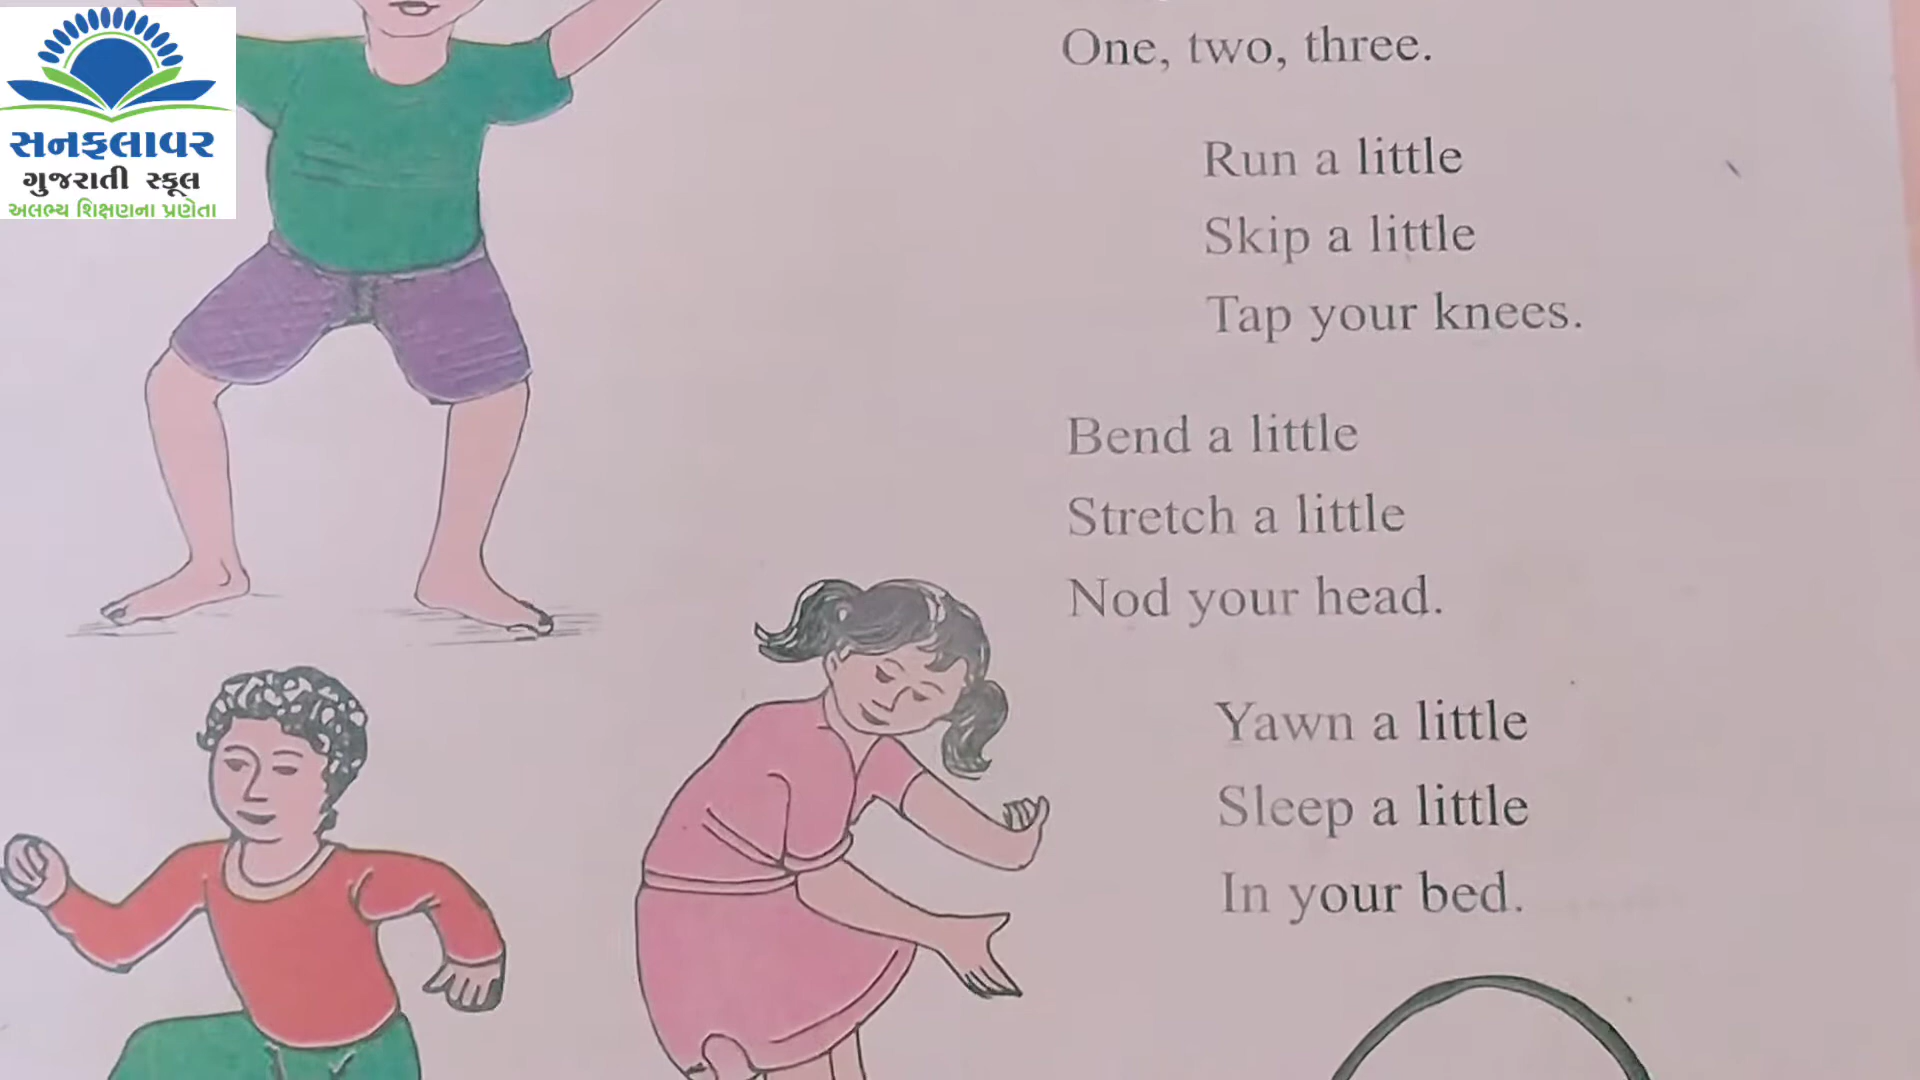 સનફલાવર
ગુજરાતી સ્કૂલ
અલભ્ય શિક્ષણના પ્રણેતા
One, two, three.
Run a little
Skip a little
Tap your knees.
Bend a little
Stretch a little
Nod your head.
Yawn a little
Sleep a little
In your bed.